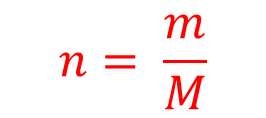 n = m/M